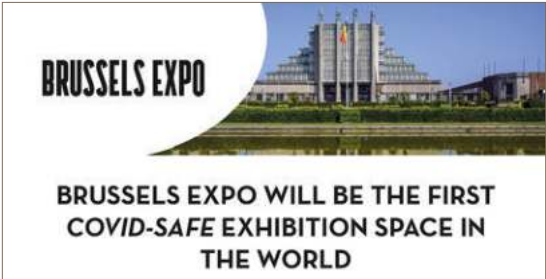 BRUSSELS EXPO
BRUSSELS EXPO WILL BE THE FIRST
COVID-SAFE EXHIBITION SPACE IN
THE WORLD